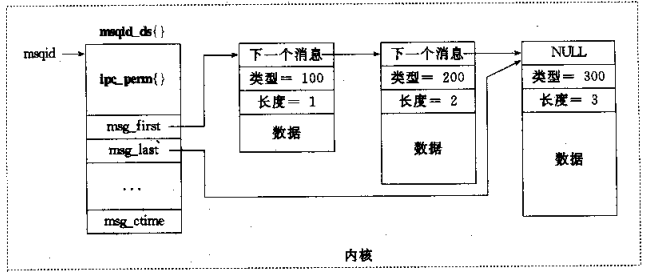 msqid_ds{}
msqid
ipc_perm{}
msg_first
msg_last
...
msg_ctime
下一个消息
类型= 100
长度= 1
数据
下一个消息
类型= 200
长度= 2
数据
NULL
类型= 300
长度= 3
数据
内核